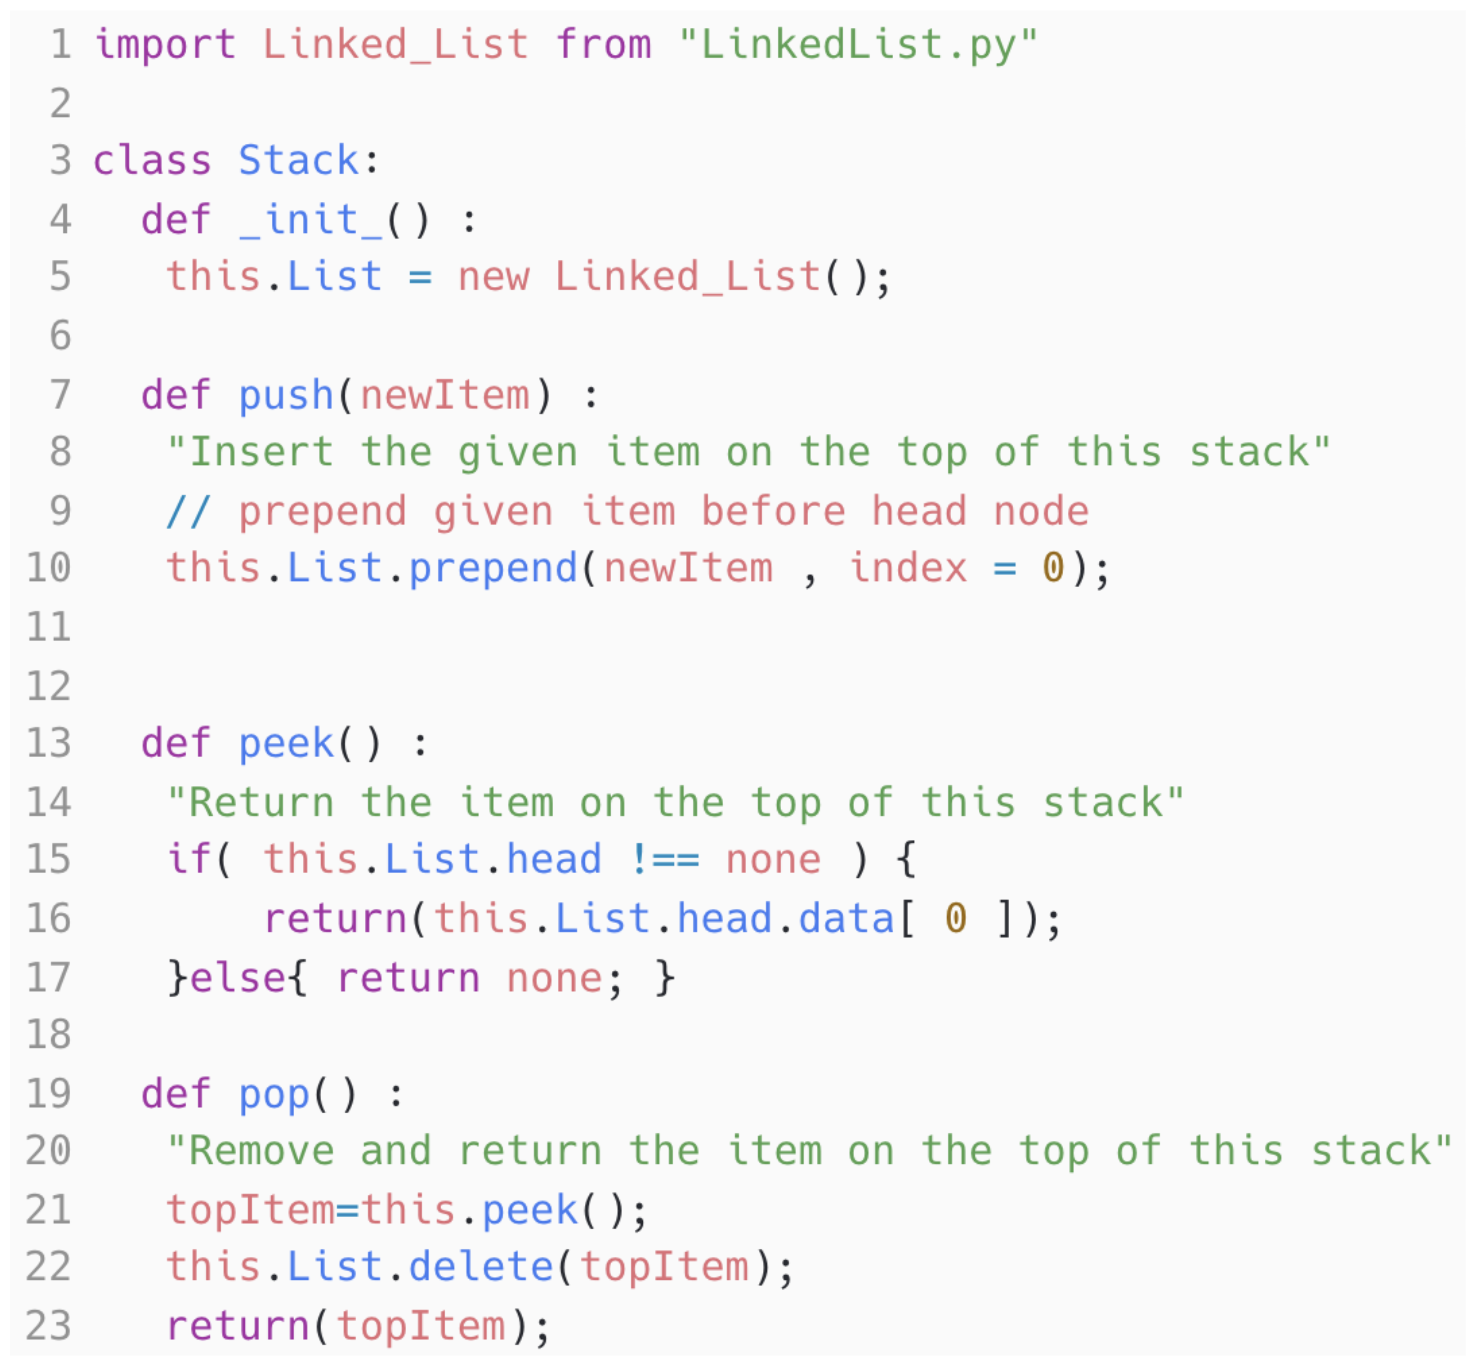 1 import Linked_List from "LinkedList.py"
2
3 class Stack:
4   def _init_() :
5    this.List = new Linked_List();
6
7   def push(newItem) :
8    "Insert the given item on the top of this stack"
9    // prepend given item before head node
10    this.List.prepend(newItem , index = 0);
11
12
13   def peek() :
14    "Return the item on the top of this stack"
15    if( this.List.head !== none ) {
16        return(this.List.head.data[ 0 ]);
17    }else{ return none; }
18
19   def pop() :
20    "Remove and return the item on the top of this stack"
21    topItem=this.peek();
22    this.List.delete(topItem);
23    return(topItem);